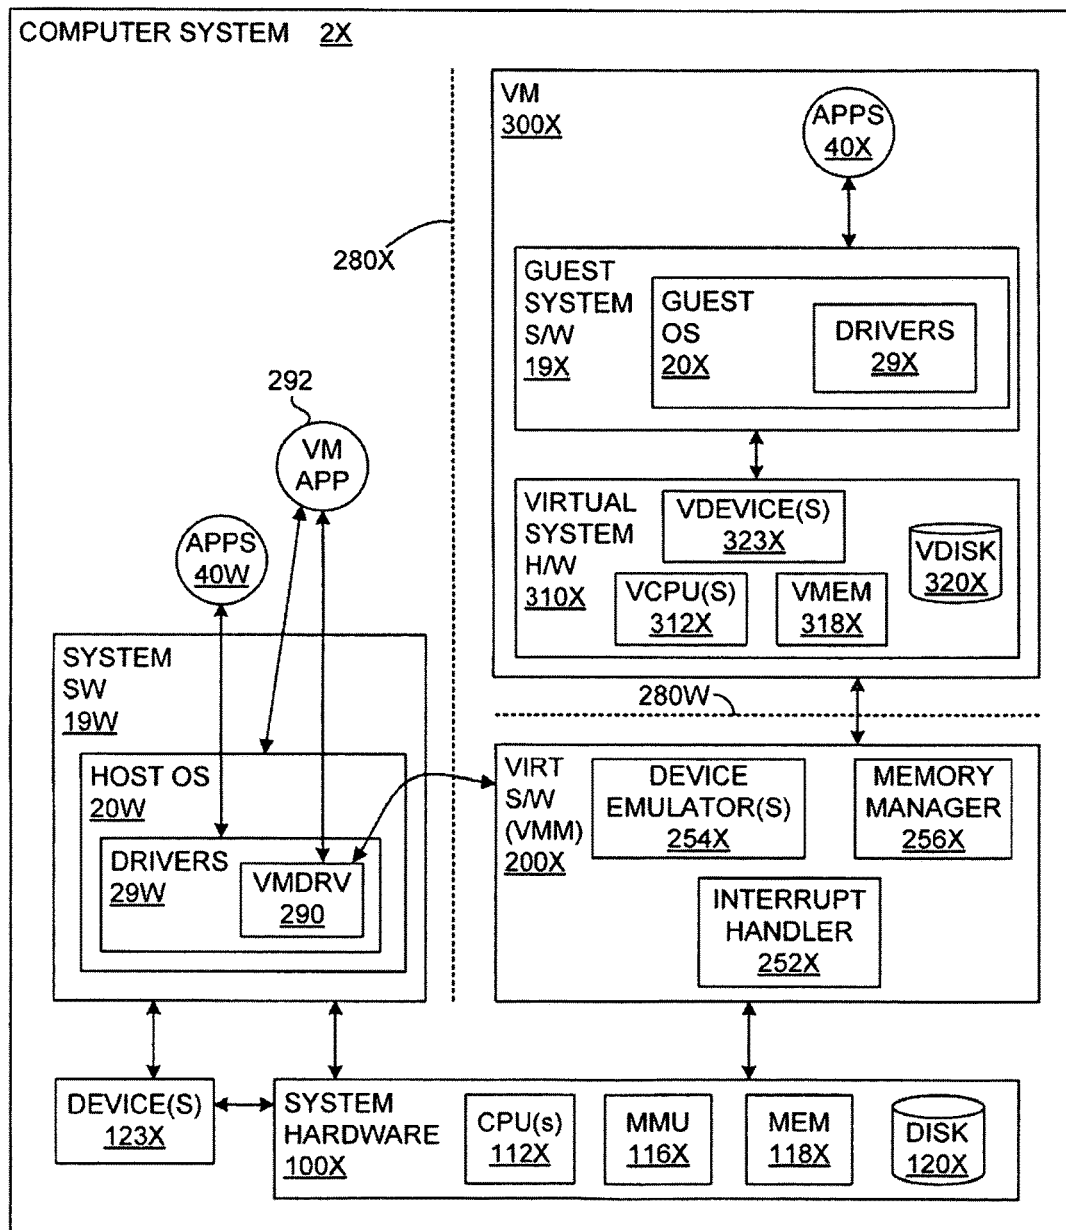 COMPUTER SYSTEM 2X
VM
300X
APPS
40X
280X
GUEST
SYSTEM
S/W
19X
GUEST
OS
20X
DRIVERS
29X
292
VM
APP
APPS
40W
VIRTUAL
SYSTEM
H/W
310X
VDEVICE(S)
323X
VCPU(S)
312X
VMEM
318X
VDISK
320X
280W
SYSTEM
SW
19W
HOST OS
20W
DRIVERS
29W
VMDRV
290
VIRT
S/W
(VMM)
200X
DEVICE
EMULATOR(S)
254X
MEMORY
MANAGER
256X
INTERRUPT
HANDLER
252X
DEVICE(S)
123X
SYSTEM
HARDWARE
100X
CPU(s)
112X
MMU
116X
MEM
118X
DISK
120X